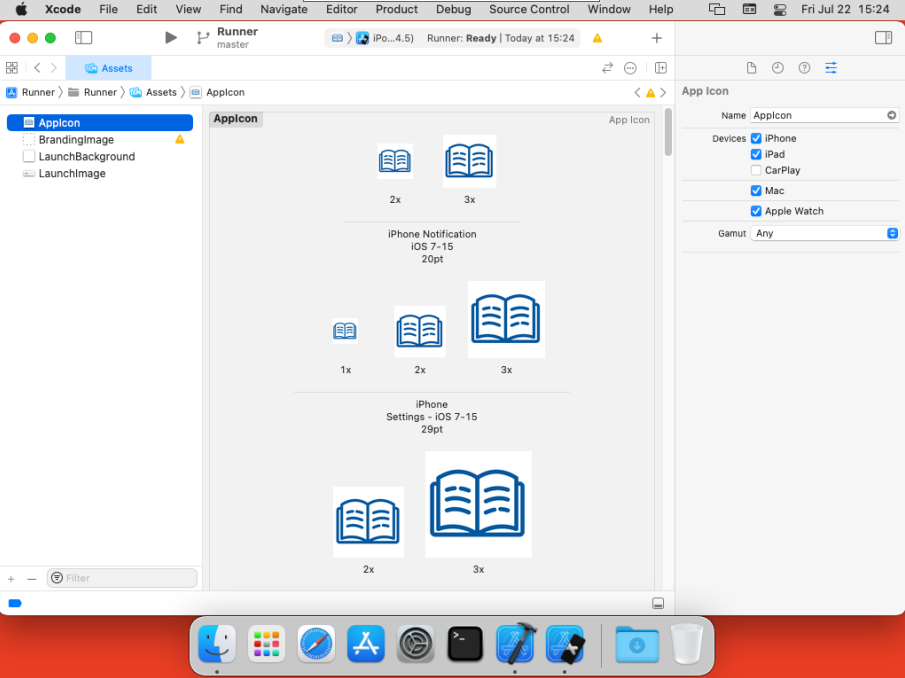 Xcode File Edit View Find Navigate Editor Product Debug Source Control Window Help Fri Jul 22 15:24
Runner
master
iPo...4.5) Runner: Ready | Today at 15:24
Assets
Runner Runner Assets AppIcon
AppIcon
BrandingImage
LaunchBackground
LaunchImage
Filter
AppIcon App Icon
2x 3x
iPhone Notification
iOS 7-15
20pt
1x 2x 3x
iPhone
Settings - iOS 7-15
29pt
2x 3x
App Icon
Name AppIcon
Devices iPhone
iPad
CarPlay
Mac
Apple Watch
Gamut Any